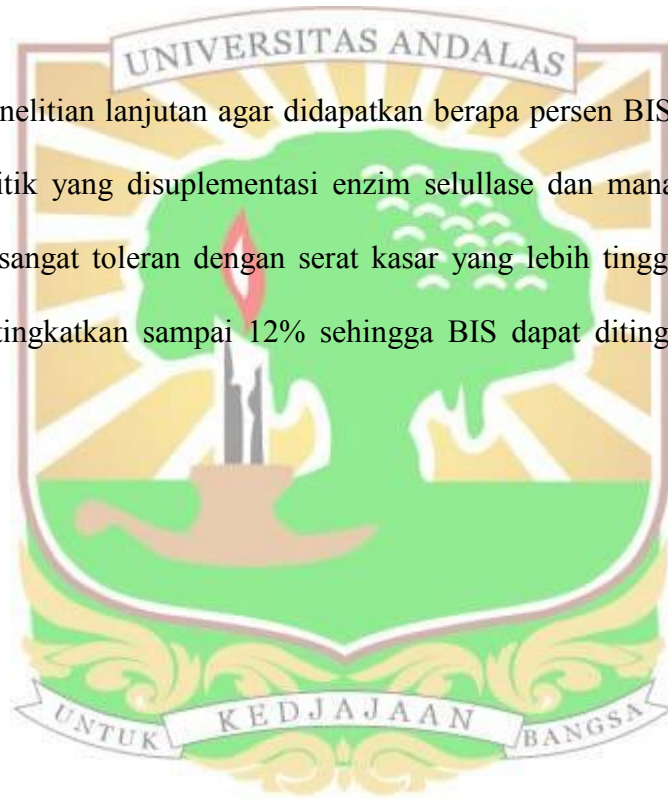 UNIVERSITAS ANDALAS
nelitian lanjutan agar didapatkan berapa persen BIS
itik yang disuplementasi enzim selullase dan mana
sangat toleran dengan serat kasar yang lebih tingg
tingkatkan sampai 12% sehingga BIS dapat diting
UNTUK KEDJAJAAN BANGSA